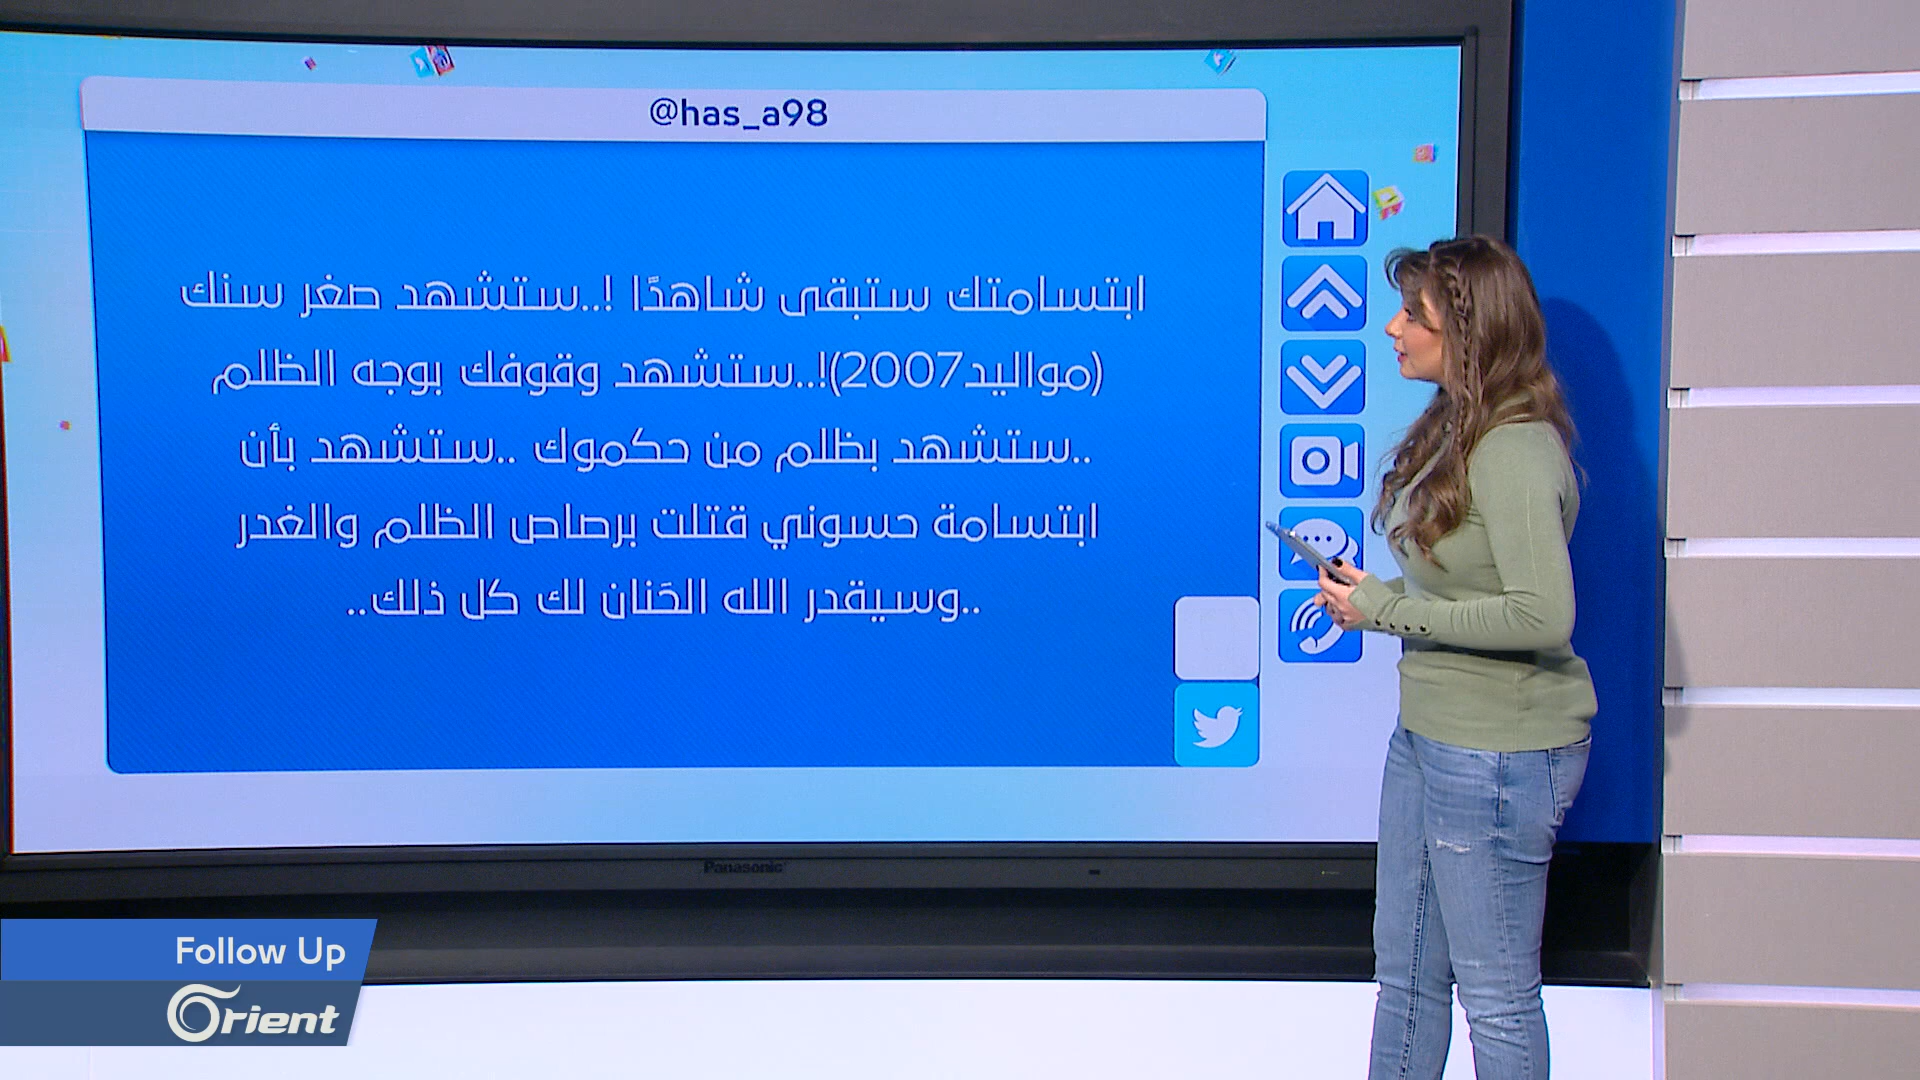 @has_a98
ابتسامتك ستبقى شاهدًا !..ستشهد صغر سنك
(مواليد2007)!..ستشهد وقوفك بوجه الظلم
..ستشهد بظلم من حكموك ..ستشهد بأن
ابتسامة حسوني قتلت برصاص الظلم والغدر
..وسيقدر الله الحَنان لك كل ذلك..
Panasonic
Follow Up
Orient